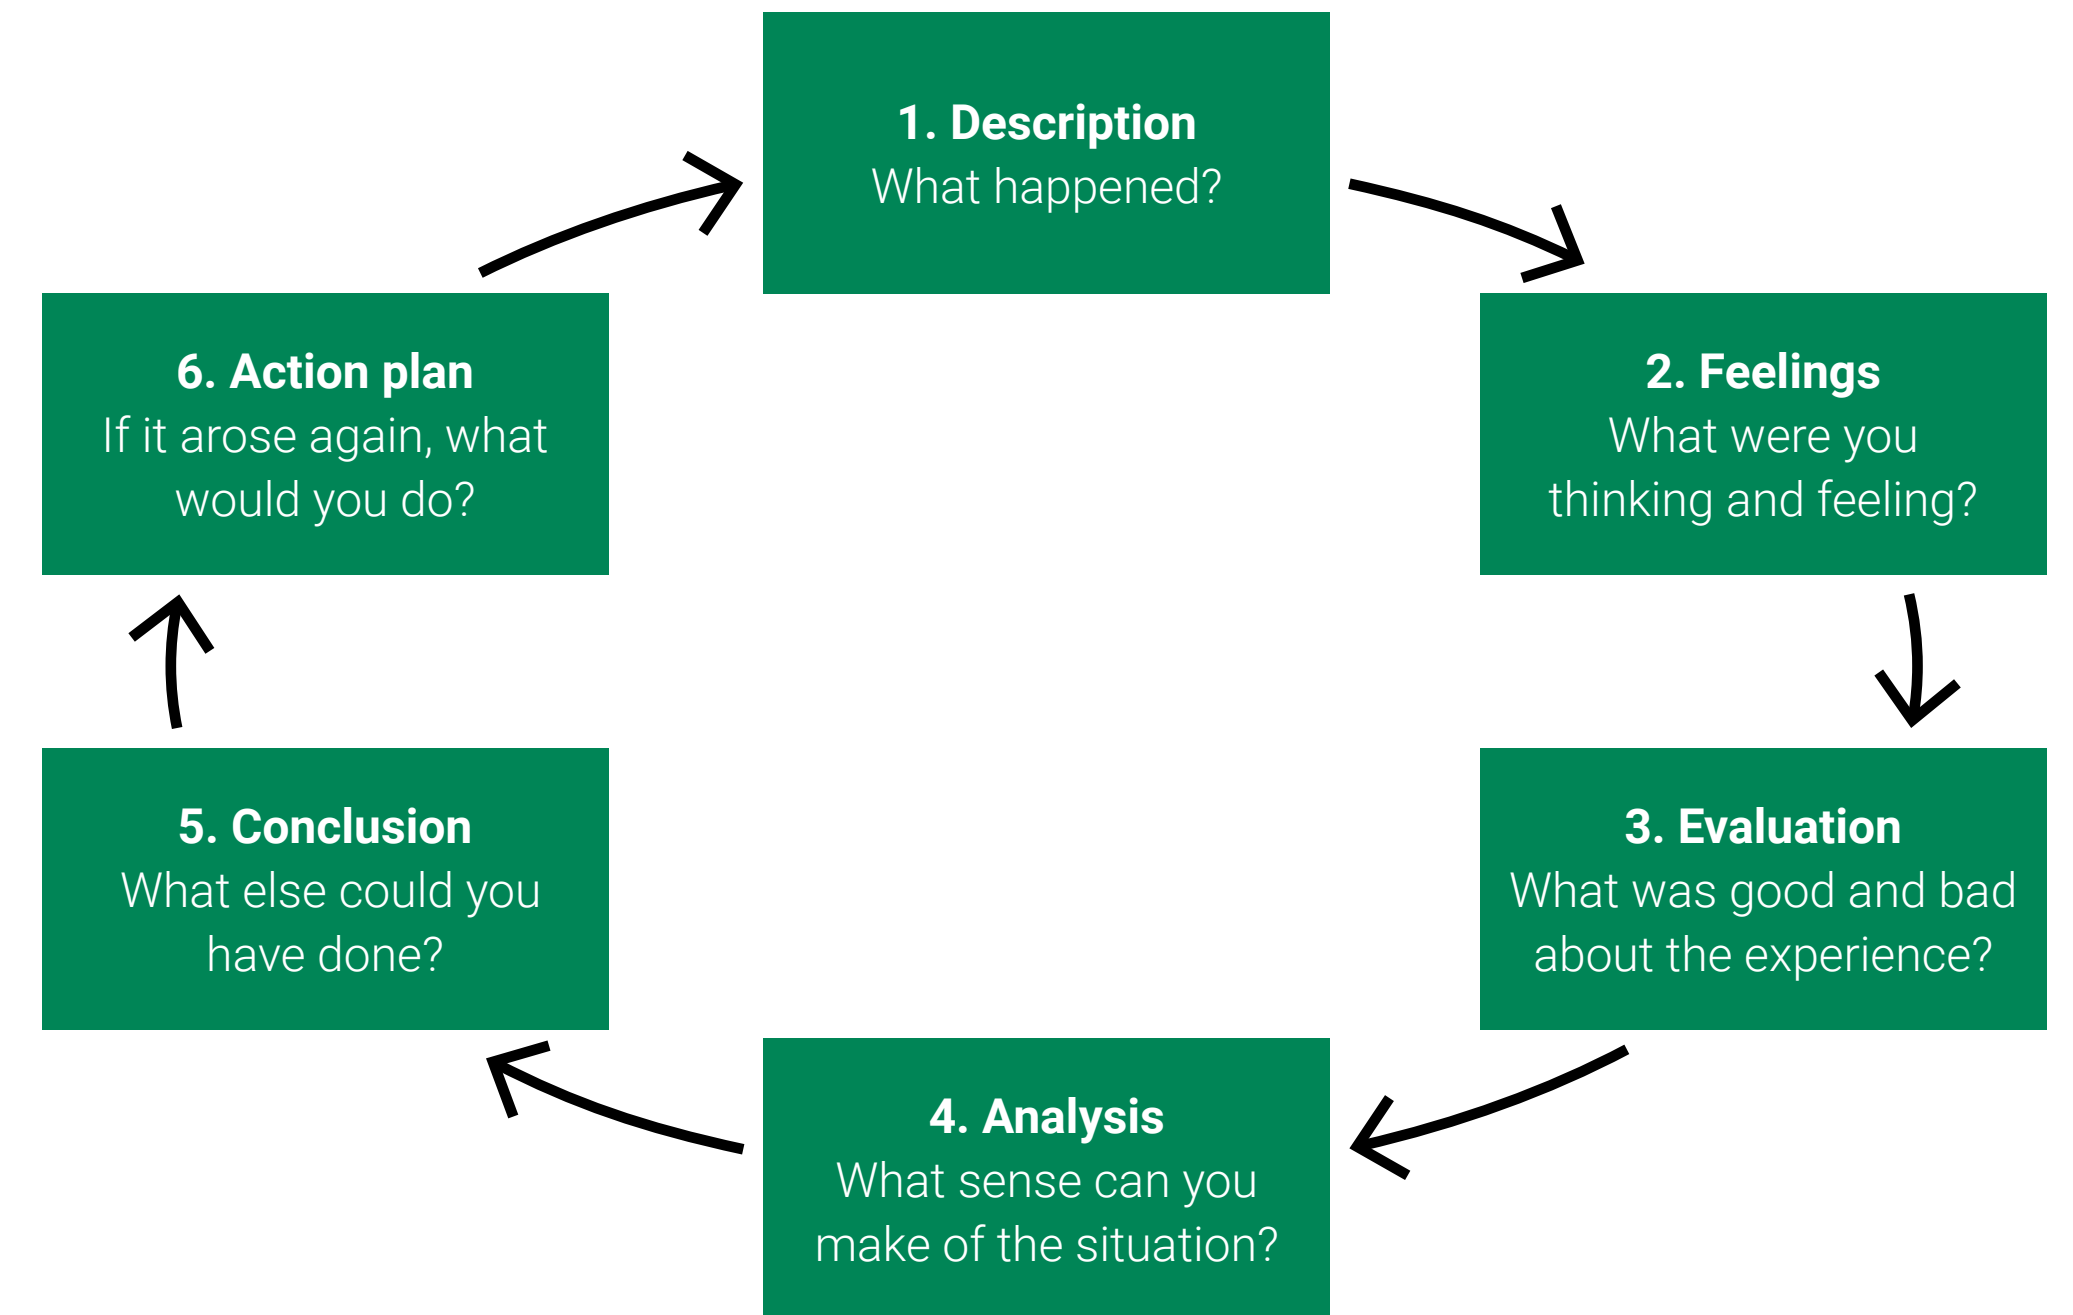 1. Description
What happened?
2. Feelings
What were you
thinking and feeling?
3. Evaluation
What was good and bad
about the experience?
4. Analysis
What sense can you
make of the situation?
5. Conclusion
What else could you
have done?
6. Action plan
If it arose again, what
would you do?